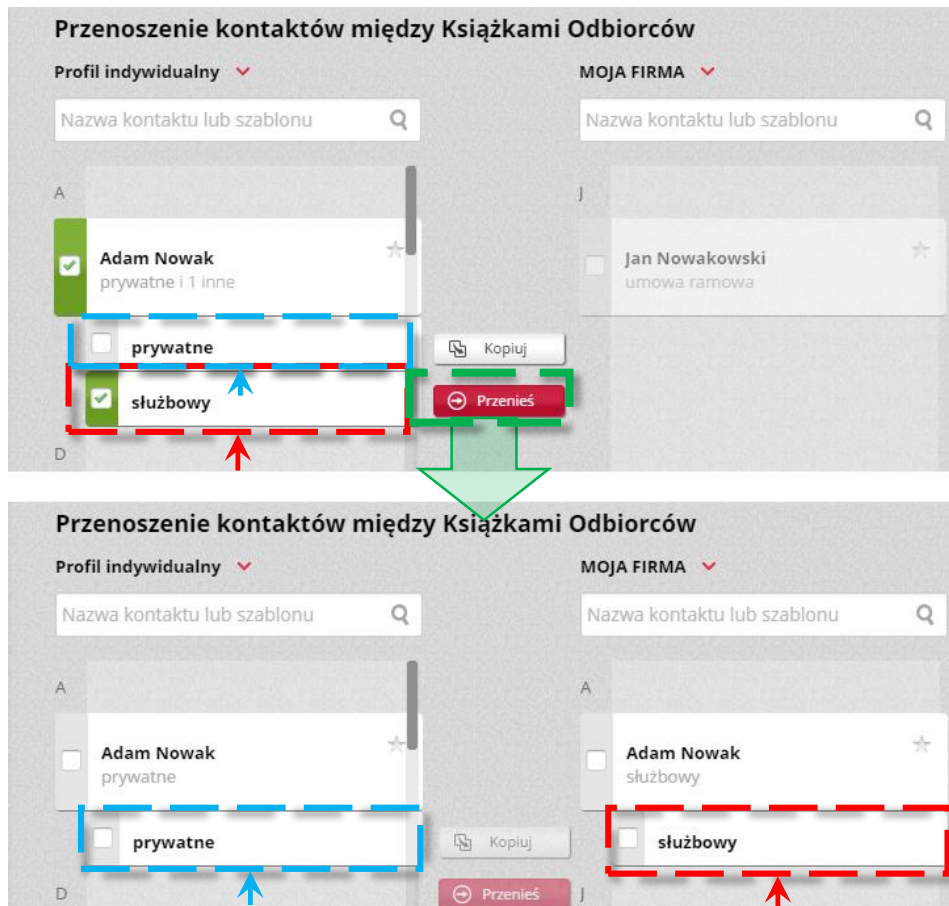 Przenoszenie kontaktów między Książkami Odbiorców
Profil indywidualny
MOJA FIRMA
Nazwa kontaktu lub szablonu
Nazwa kontaktu lub szablonu
A
J
Adam Nowak
prywatne i 1 inne
Jan Nowakowski
umowa ramowa
prywatne
Kopiuj
służbowy
Przenieś
D
Przenoszenie kontaktów między Książkami Odbiorców
Profil indywidualny
MOJA FIRMA
Nazwa kontaktu lub szablonu
Nazwa kontaktu lub szablonu
A
A
Adam Nowak
prywatne
Adam Nowak
służbowy
prywatne
Kopiuj
służbowy
D
Przenieś
J